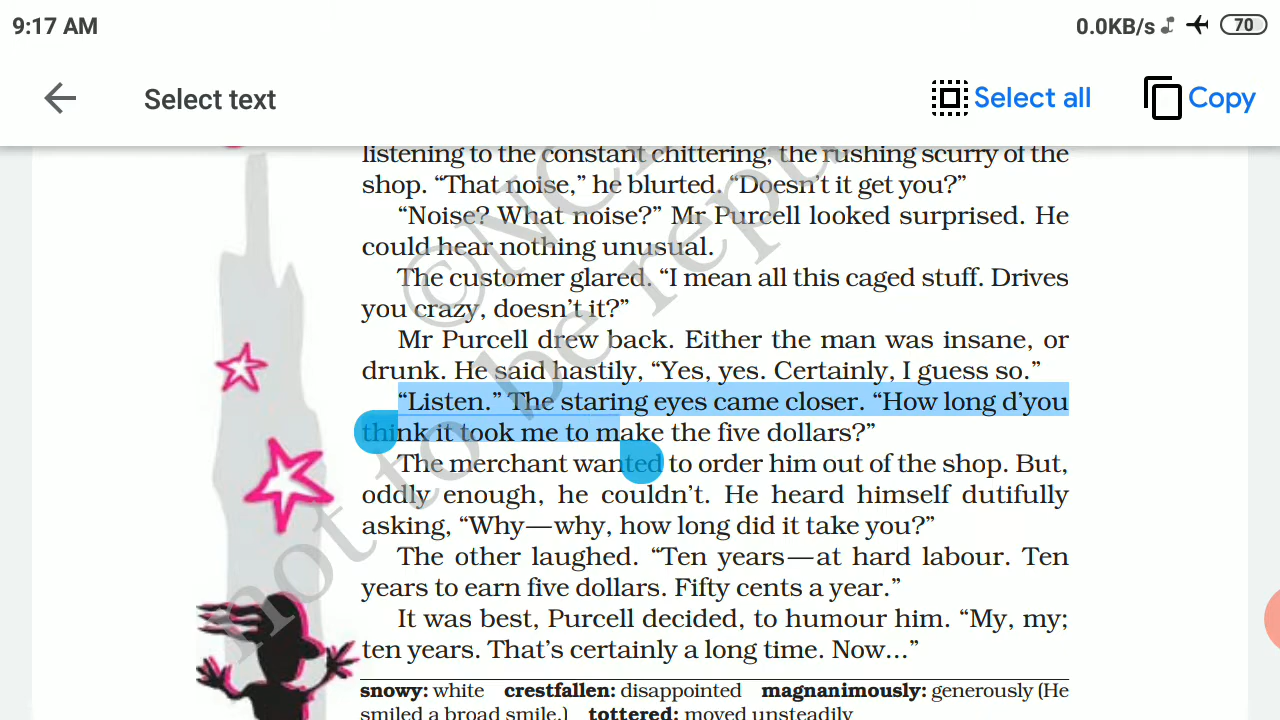 9:17 AM
0.0KB/s
70
Select text
Select all
Copy
listening to the constant chittering, the rushing scurry of the
shop. “That noise,” he blurted. “Doesn’t it get you?”
“Noise? What noise?” Mr Purcell looked surprised. He
could hear nothing unusual.
The customer glared. “I mean all this caged stuff. Drives
you crazy, doesn’t it?”
Mr Purcell drew back. Either the man was insane, or
drunk. He said hastily, “Yes, yes. Certainly, I guess so.”
“Listen.” The staring eyes came closer. “How long d’you
think it took me to make the five dollars?”
The merchant wanted to order him out of the shop. But,
oddly enough, he couldn’t. He heard himself dutifully
asking, “Why—why, how long did it take you?”
The other laughed. “Ten years—at hard labour. Ten
years to earn five dollars. Fifty cents a year.”
It was best, Purcell decided, to humour him. “My, my;
ten years. That’s certainly a long time. Now...”
snowy: white crestfallen: disappointed magnanimously: generously (He
smiled a broad smile.) tottered: moved unsteadily
©NC
not to be rep